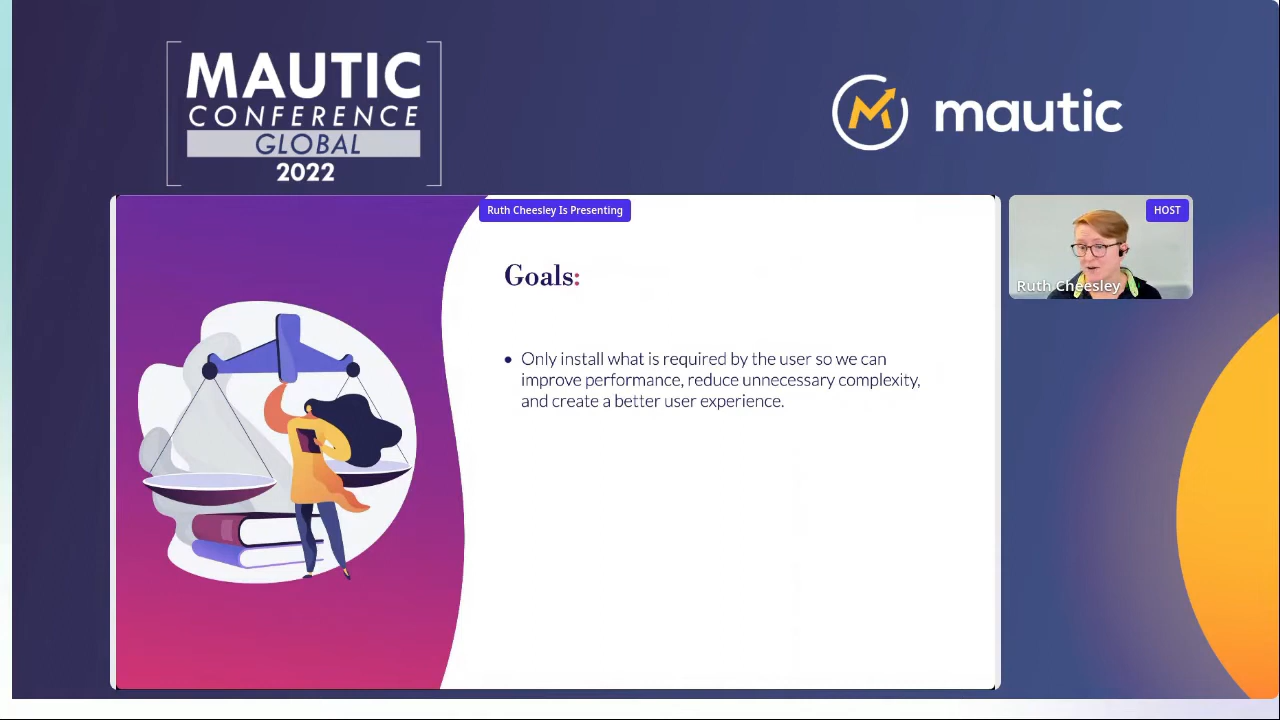 MAUTIC
CONFERENCE
GLOBAL
2022
mautic
Ruth Cheesley Is Presenting
HOST
Ruth Cheesley
Goals:
• Only install what is required by the user so we can
improve performance, reduce unnecessary complexity,
and create a better user experience.